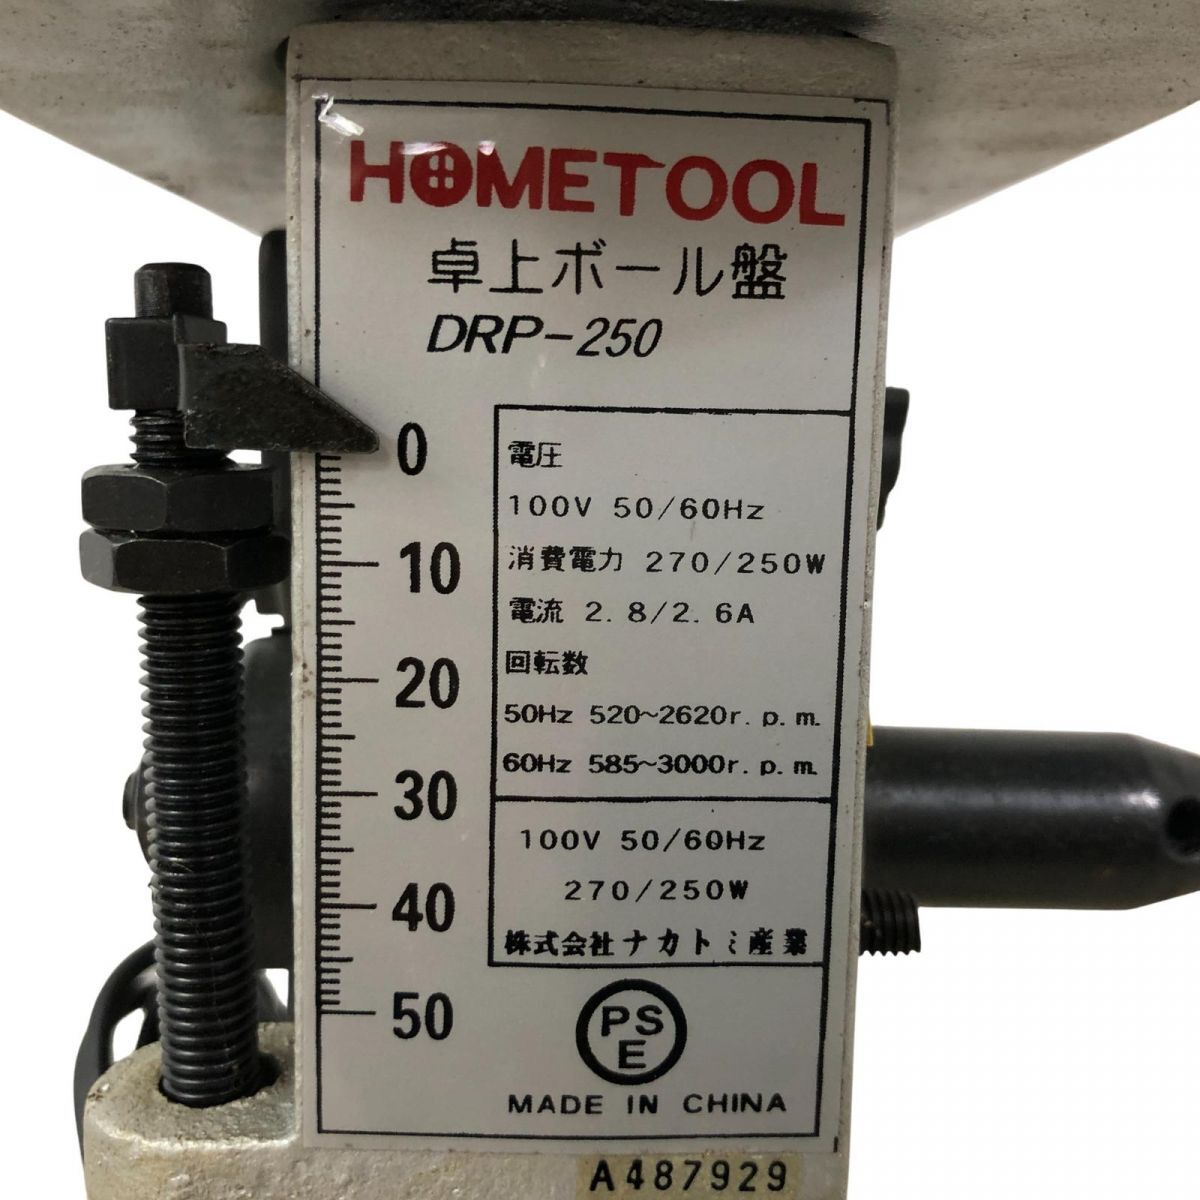 HOMETOOL
卓上ボール盤
DRP-250
0
10
20
30
40
50
電圧
100V 50/60Hz
消費電力 270/250W
電流 2.8/2.6A
回転数
50Hz 520~2620r.p.m.
60Hz 585~3000r.p.m.
100V 50/60Hz
270/250W
株式会社ナカトミ産業
PS
E
MADE IN CHINA
A487929